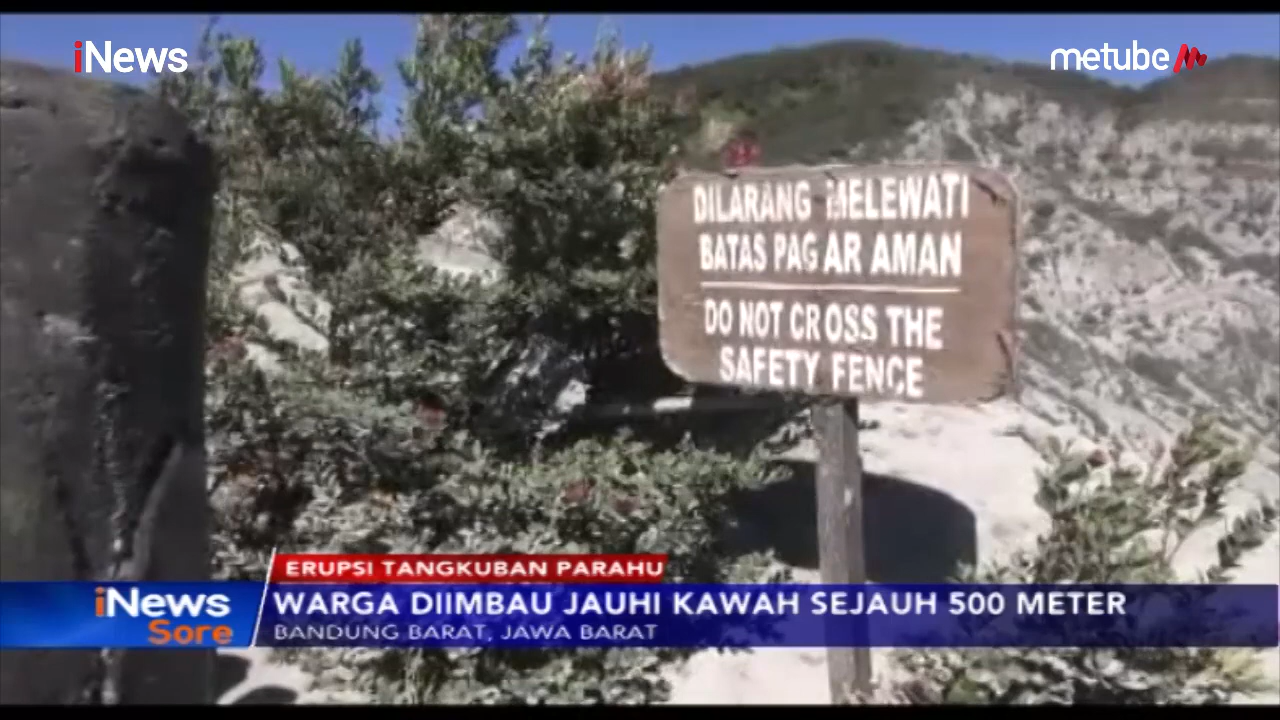 iNews
metube
DILARANG MELEWATI
BATAS PAGAR AMAN
DO NOT CROSS THE
SAFETY FENCE
ERUPSI TANGKUBAN PARAHU
iNews
Sore
WARGA DIIMBAU JAUHI KAWAH SEJAUH 500 METER
BANDUNG BARAT, JAWA BARAT